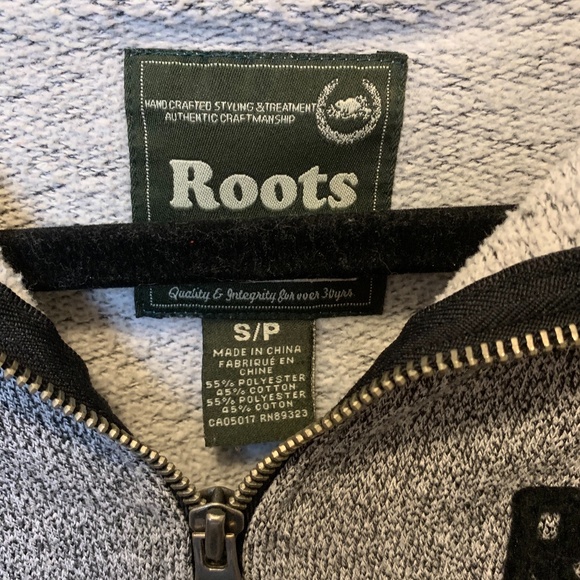 HAND CRAFTED STYLING & TREATMENT
AUTHENTIC CRAFTMANSHIP
Roots
Quality & Integrity for over 30yrs
S/P
MADE IN CHINA
FABRIQUÉ EN
CHINE
55% POLYESTER
45% COTTON
55% POLYESTER
45% COTON
CA05017 RN89323